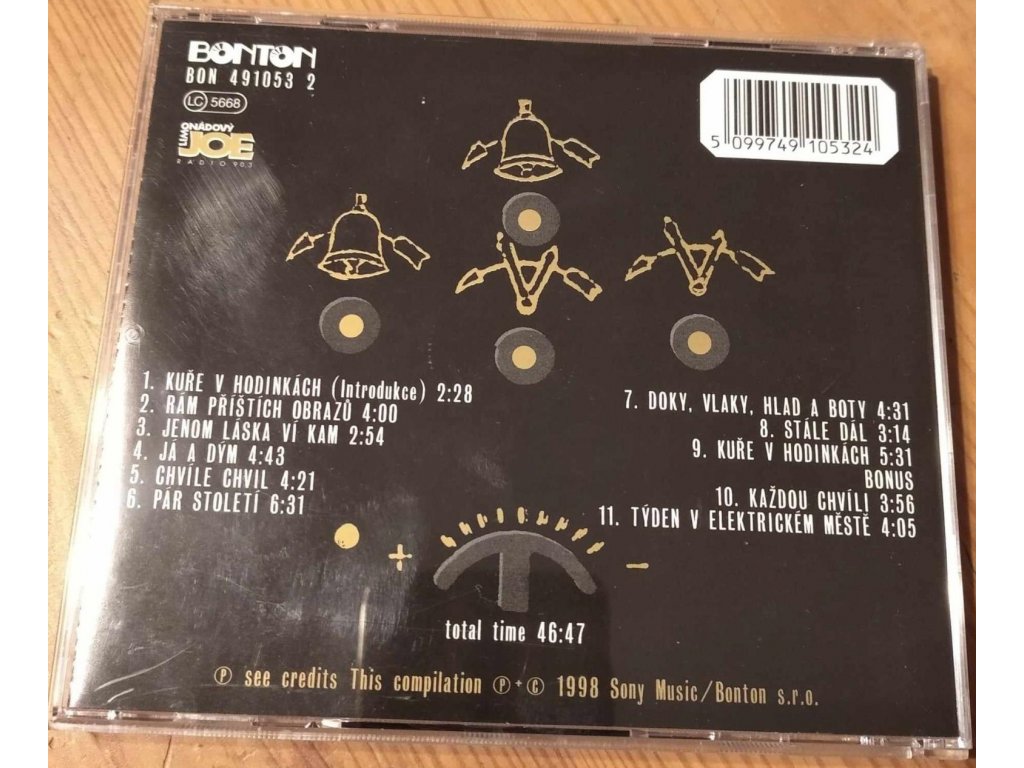 BONTON
BON 491053 2
LC 5668
LIMONÁDOVÝ
JOE
RADIO 90.3
5 099749 105324
1. KUŘE V HODINKÁCH (Introdukce) 2:28
2. RÁM PŘÍŠTÍCH OBRAZŮ 4:00
3. JENOM LÁSKA VÍ KAM 2:54
4. JÁ A DÝM 4:43
5. CHVÍLE CHVIL 4:21
6. PÁR STOLETÍ 6:31
7. DOKY, VLAKY, HLAD A BOTY 4:31
8. STÁLE DÁL 3:14
9. KUŘE V HODINKÁCH 5:31
BONUS
10. KAŽDOU CHVÍLI 3:56
11. TÝDEN V ELEKTRICKÉM MĚSTĚ 4:05
+ −
total time 46:47
Ⓟ see credits This compilation Ⓟ + © 1998 Sony Music/Bonton s.r.o.